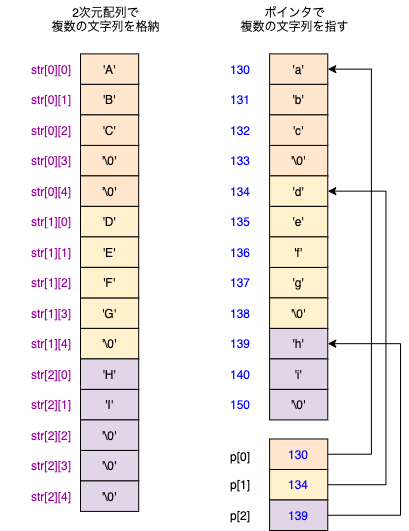 2次元配列で
複数の文字列を格納
str[0][0] 'A'
str[0][1] 'B'
str[0][2] 'C'
str[0][3] '\0'
str[0][4] '\0'
str[1][0] 'D'
str[1][1] 'E'
str[1][2] 'F'
str[1][3] 'G'
str[1][4] '\0'
str[2][0] 'H'
str[2][1] 'I'
str[2][2] '\0'
str[2][3] '\0'
str[2][4] '\0'
ポインタで
複数の文字列を指す
130 'a'
131 'b'
132 'c'
133 '\0'
134 'd'
135 'e'
136 'f'
137 'g'
138 '\0'
139 'h'
140 'i'
150 '\0'
p[0] 130
p[1] 134
p[2] 139